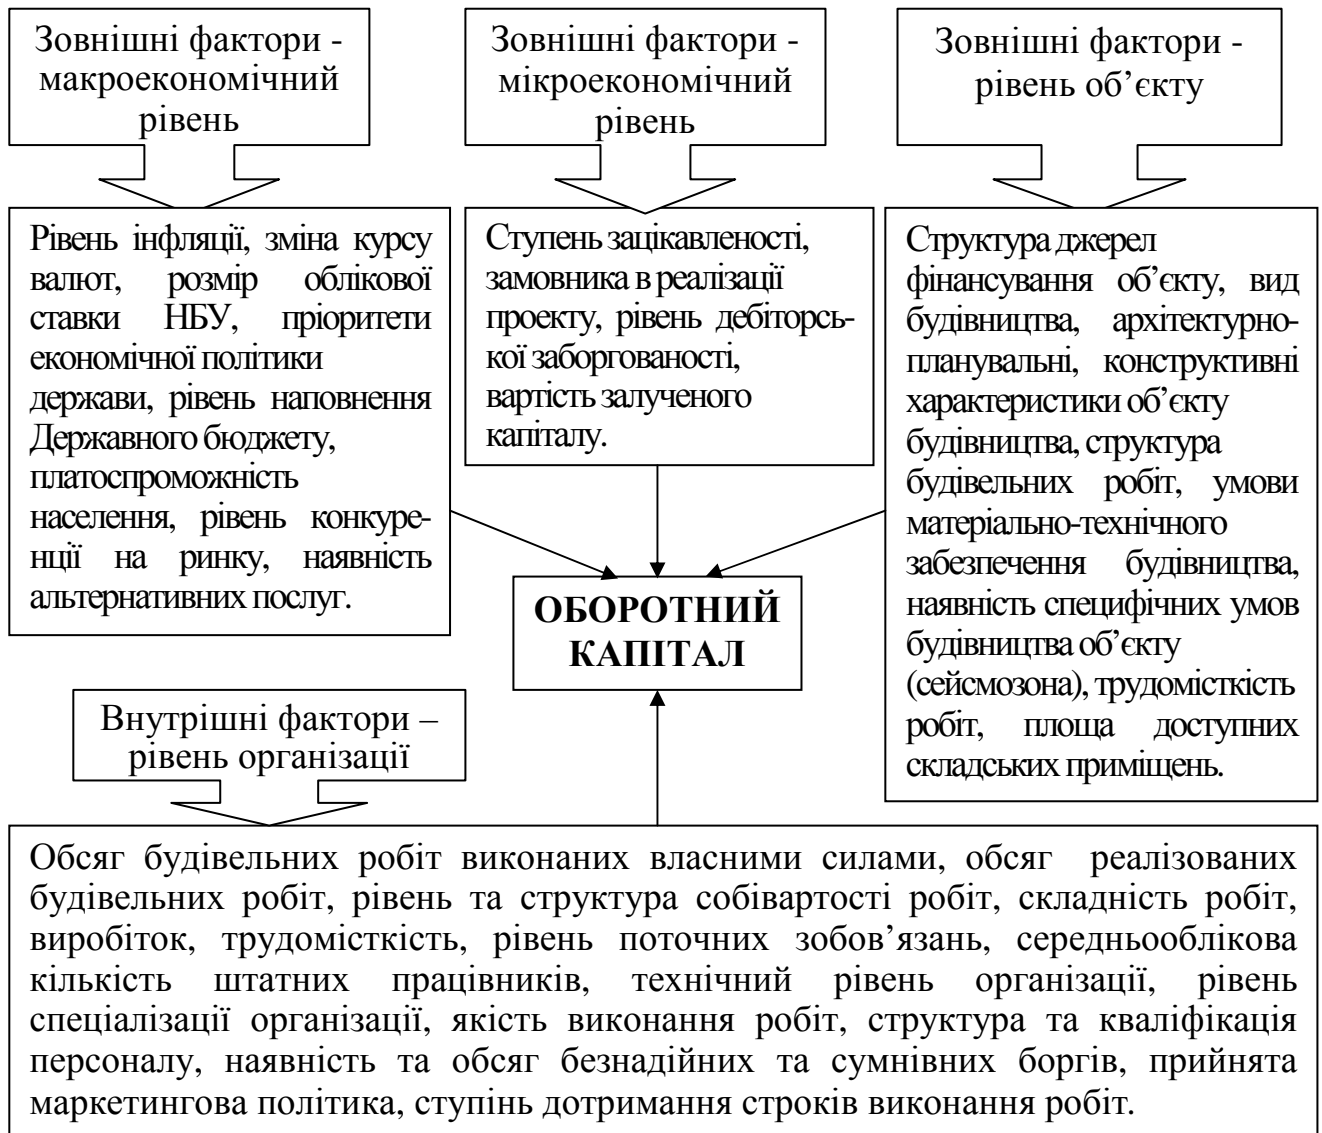 Зовнішні фактори -
макроекономічний
рівень
Зовнішні фактори -
мікроекономічний
рівень
Зовнішні фактори -
рівень об’єкту
Рівень інфляції, зміна курсу
валют, розмір облікової
ставки НБУ, пріоритети
економічної політики
держави, рівень наповнення
Державного бюджету,
платоспроможність
населення, рівень конкуре-
нції на ринку, наявність
альтернативних послуг.
Ступень зацікавленості,
замовника в реалізації
проекту, рівень дебіторсь-
кої заборгованості,
вартість залученого
капіталу.
Структура джерел
фінансування об’єкту, вид
будівництва, архітектурно-
планувальні, конструктивні
характеристики об’єкту
будівництва, структура
будівельних робіт, умови
матеріально-технічного
забезпечення будівництва,
наявність специфічних умов
будівництва об’єкту
(сейсмозона), трудомісткість
робіт, площа доступних
складських приміщень.
ОБОРОТНИЙ
КАПІТАЛ
Внутрішні фактори –
рівень організації
Обсяг будівельних робіт виконаних власними силами, обсяг реалізованих
будівельних робіт, рівень та структура собівартості робіт, складність робіт,
виробіток, трудомісткість, рівень поточних зобов’язань, середньооблікова
кількість штатних працівників, технічний рівень організації, рівень
спеціалізації організації, якість виконання робіт, структура та кваліфікація
персоналу, наявність та обсяг безнадійних та сумнівних боргів, прийнята
маркетингова політика, ступінь дотримання строків виконання робіт.